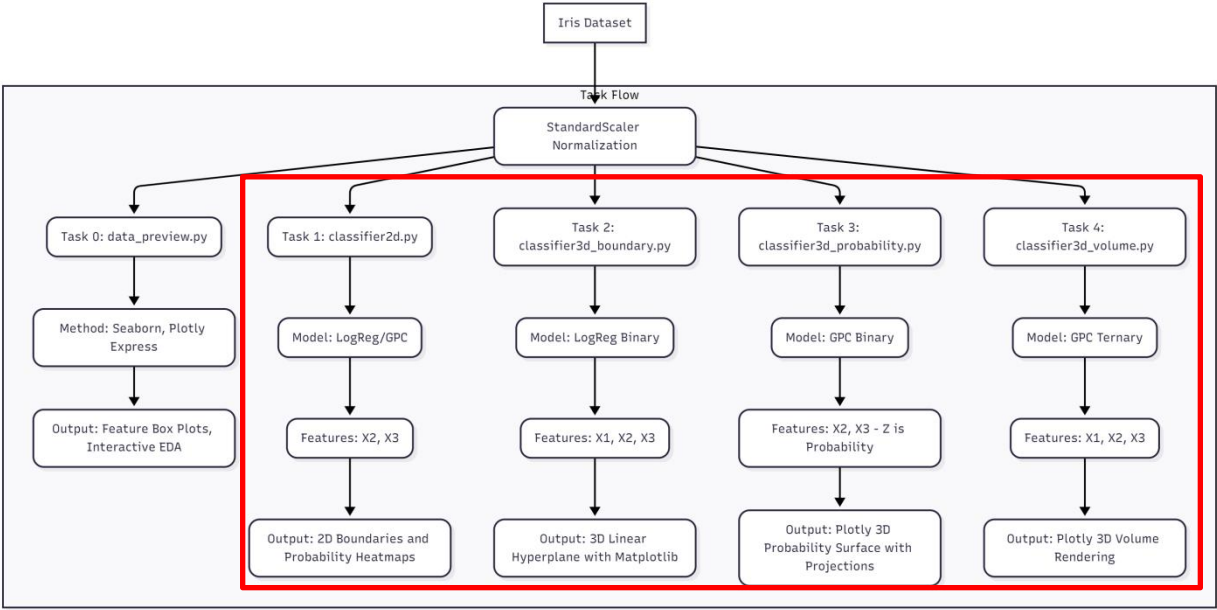 Iris Dataset
Task Flow
StandardScaler
Normalization
Task 0: data_preview.py
Method: Seaborn, Plotly
Express
Output: Feature Box Plots,
Interactive EDA
Task 1: classifier2d.py
Model: LogReg/GPC
Features: X2, X3
Output: 2D Boundaries and
Probability Heatmaps
Task 2:
classifier3d_boundary.py
Model: LogReg Binary
Features: X1, X2, X3
Output: 3D Linear
Hyperplane with Matplotlib
Task 3:
classifier3d_probability.py
Model: GPC Binary
Features: X2, X3 - Z is
Probability
Output: Plotly 3D
Probability Surface with
Projections
Task 4:
classifier3d_volume.py
Model: GPC Ternary
Features: X1, X2, X3
Output: Plotly 3D Volume
Rendering